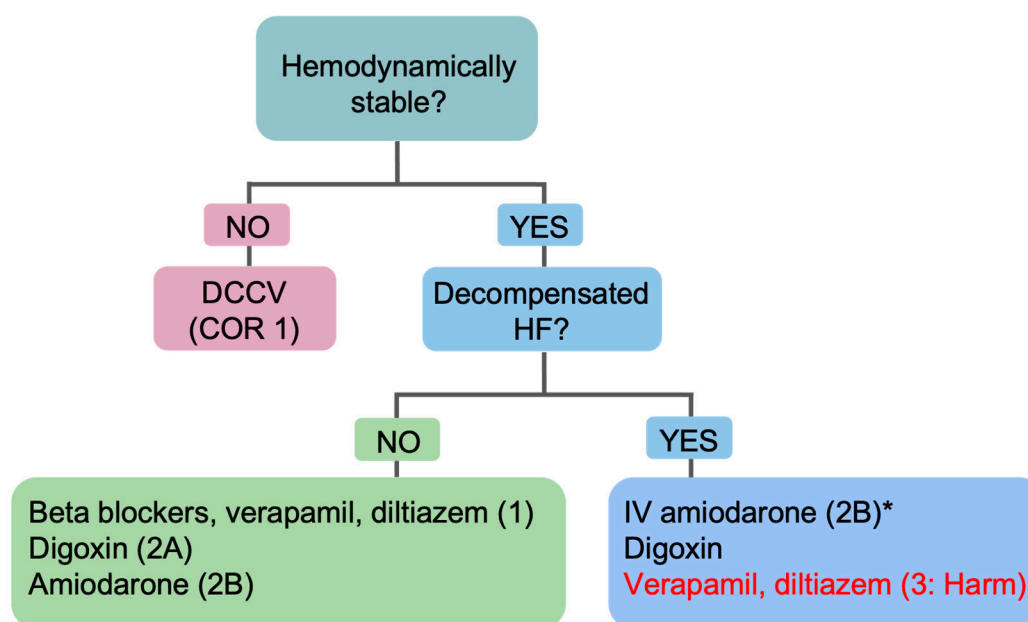 Hemodynamically
stable?
NO
YES
DCCV
(COR 1)
Decompensated
HF?
NO
YES
Beta blockers, verapamil, diltiazem (1)
Digoxin (2A)
Amiodarone (2B)
IV amiodarone (2B)*
Digoxin
Verapamil, diltiazem (3: Harm)